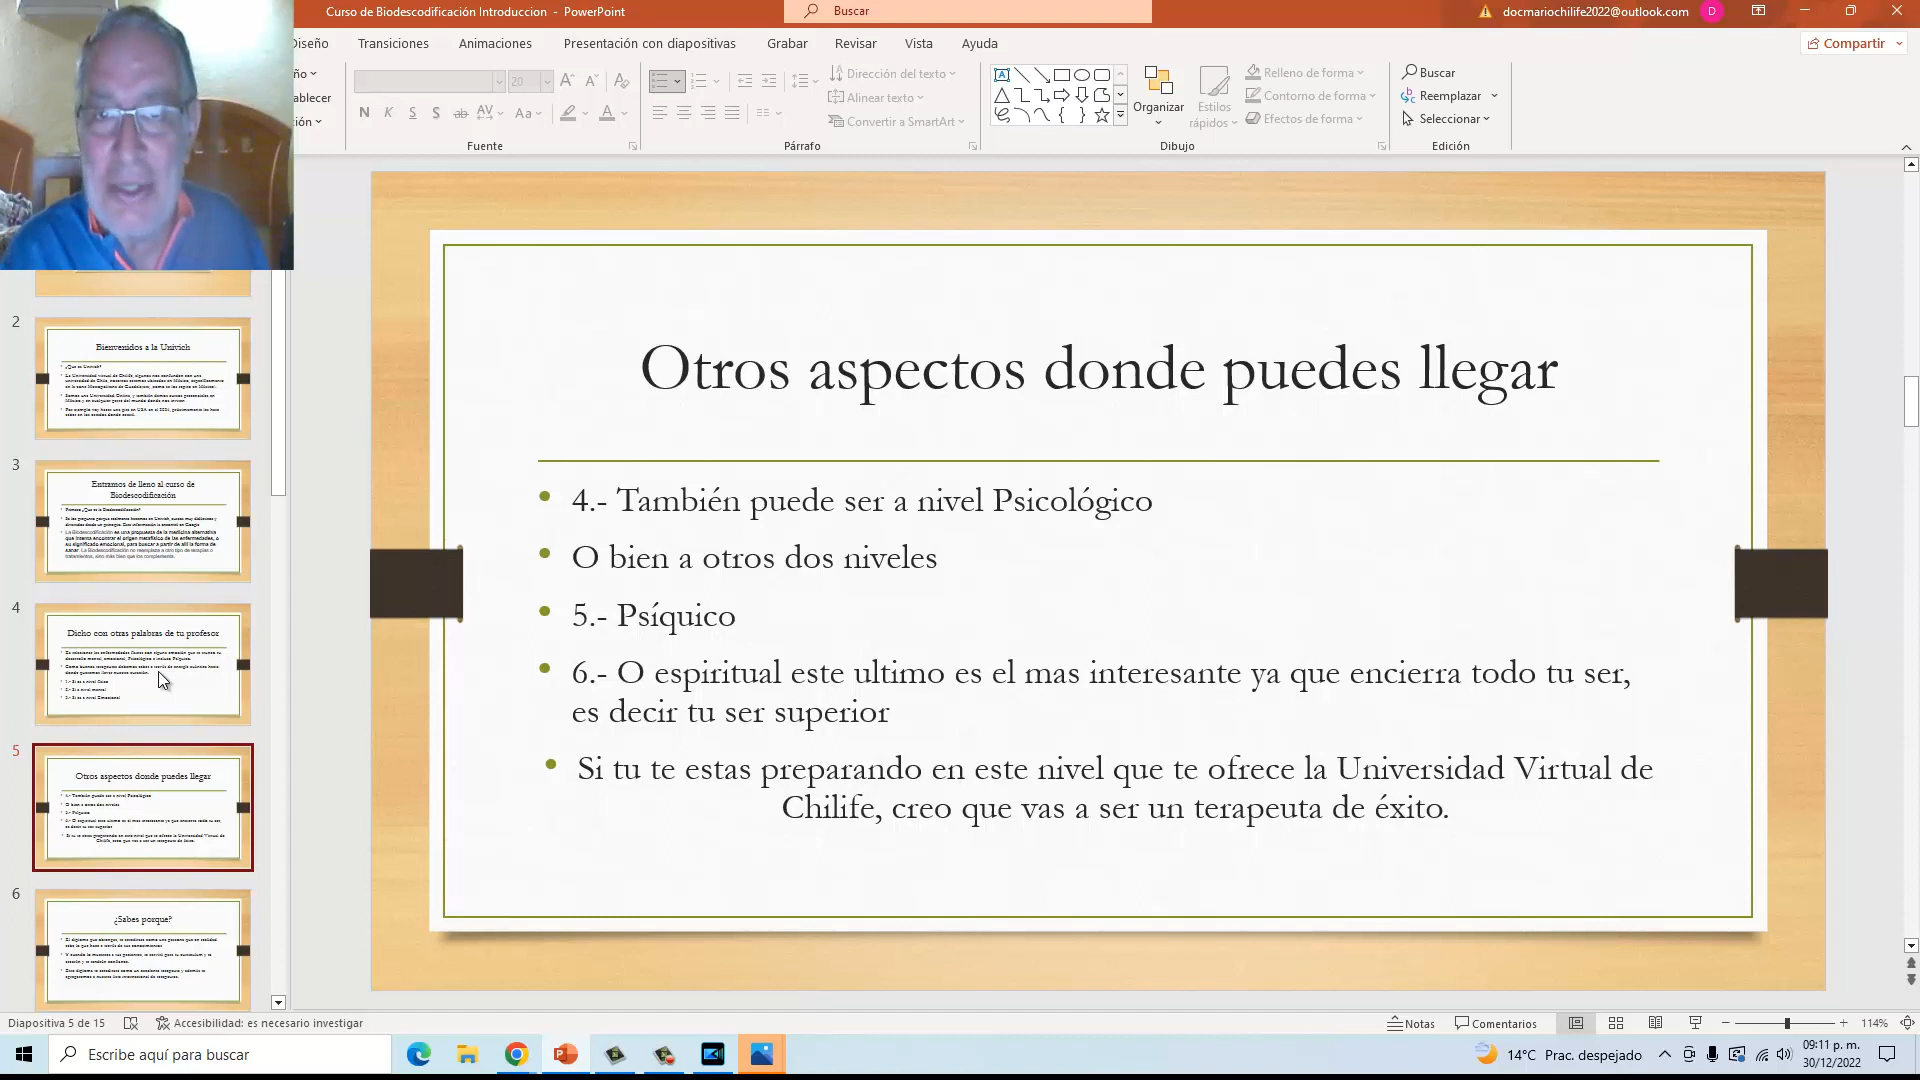 Curso de Biodescodificación Introduccion - PowerPoint
Buscar
docmariochilife2022@outlook.com
D
Diseño Transiciones Animaciones Presentación con diapositivas Grabar Revisar Vista Ayuda
Compartir
20
Dirección del texto
Alinear texto
Convertir a SmartArt
Organizar
Estilos
rápidos
Relleno de forma
Contorno de forma
Efectos de forma
Buscar
Reemplazar
Seleccionar
Fuente
Párrafo
Dibujo
Edición
2
Bienvenidos a la Univich
3
Entramos de lleno al curso de
Biodescodificación
4
Dicho con otras palabras de tu profesor
5
Otros aspectos donde puedes llegar
6
¿Sabes porque?
Otros aspectos donde puedes llegar
• 4.- También puede ser a nivel Psicológico
• O bien a otros dos niveles
• 5.- Psíquico
• 6.- O espiritual este ultimo es el mas interesante ya que encierra todo tu ser,
es decir tu ser superior
• Si tu te estas preparando en este nivel que te ofrece la Universidad Virtual de
Chilife, creo que vas a ser un terapeuta de éxito.
Diapositiva 5 de 15
Accesibilidad: es necesario investigar
Notas
Comentarios
114%
Escribe aquí para buscar
14°C Prac. despejado
09:11 p. m.
30/12/2022